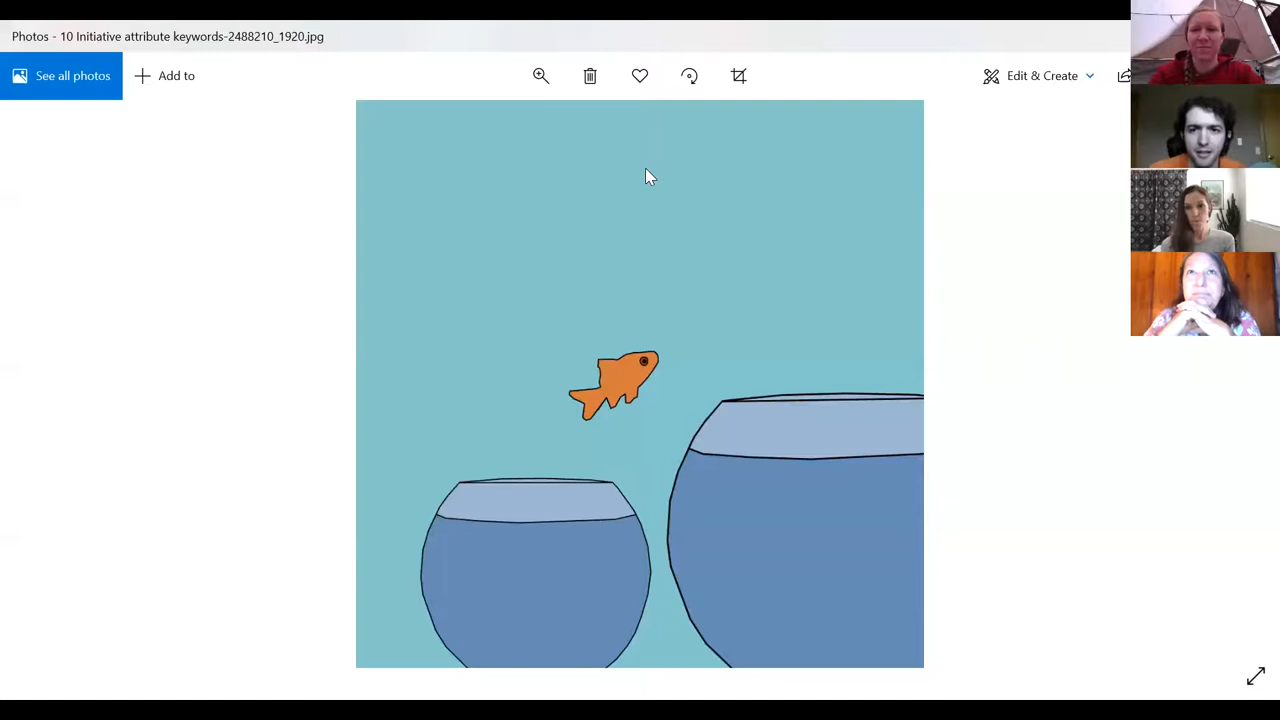 Photos - 10 Initiative attribute keywords-2488210_1920.jpg
See all photos
Add to
Edit & Create